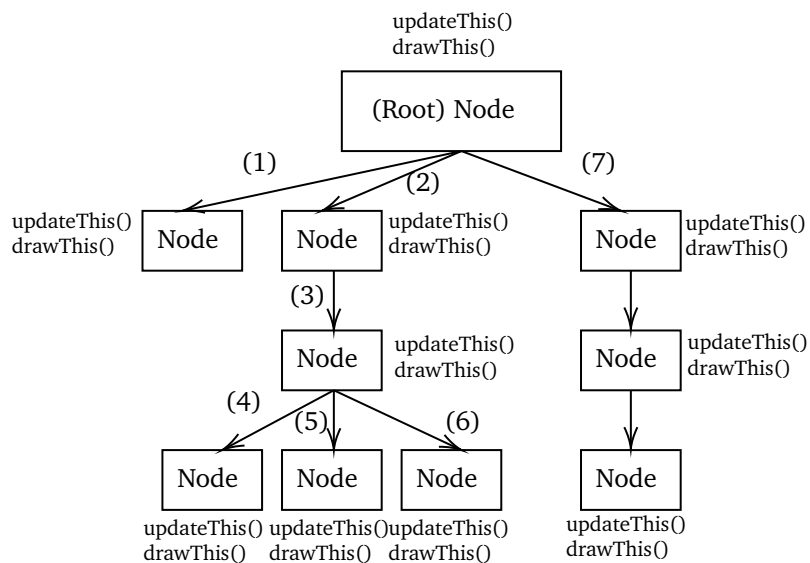 updateThis()
drawThis()
(Root) Node
(1)
(2)
(7)
updateThis()
drawThis()
Node
Node
updateThis()
drawThis()
Node
updateThis()
drawThis()
(3)
Node
updateThis()
drawThis()
Node
updateThis()
drawThis()
(4)
(5)
(6)
Node
Node
Node
Node
updateThis()
drawThis()
updateThis()
drawThis()
updateThis()
drawThis()
updateThis()
drawThis()